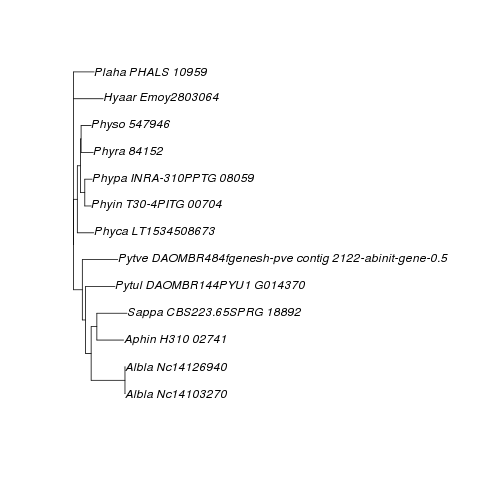 Plaha PHALS 10959
Hyaar Emoy2803064
Physo 547946
Phyra 84152
Phypa INRA-310PPTG 08059
Phyin T30-4PITG 00704
Phyca LT1534508673
Pytve DAOMBR484fgenesh-pve contig 2122-abinit-gene-0.5
Pytul DAOMBR144PYU1 G014370
Sappa CBS223.65SPRG 18892
Aphin H310 02741
Albla Nc14126940
Albla Nc14103270